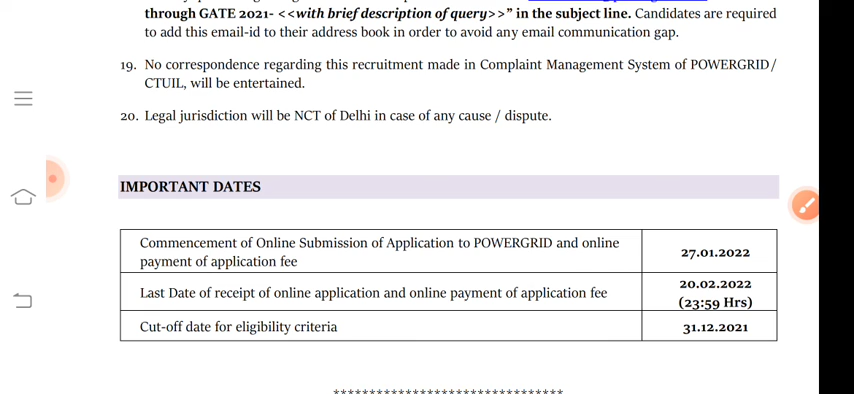 through GATE 2021- <<with brief description of query>>” in the subject line. Candidates are required
to add this email-id to their address book in order to avoid any email communication gap.
19. No correspondence regarding this recruitment made in Complaint Management System of POWERGRID/
CTUIL, will be entertained.
20. Legal jurisdiction will be NCT of Delhi in case of any cause / dispute.
IMPORTANT DATES
Commencement of Online Submission of Application to POWERGRID and online
payment of application fee
27.01.2022
Last Date of receipt of online application and online payment of application fee
20.02.2022
(23:59 Hrs)
Cut-off date for eligibility criteria
31.12.2021
********************************